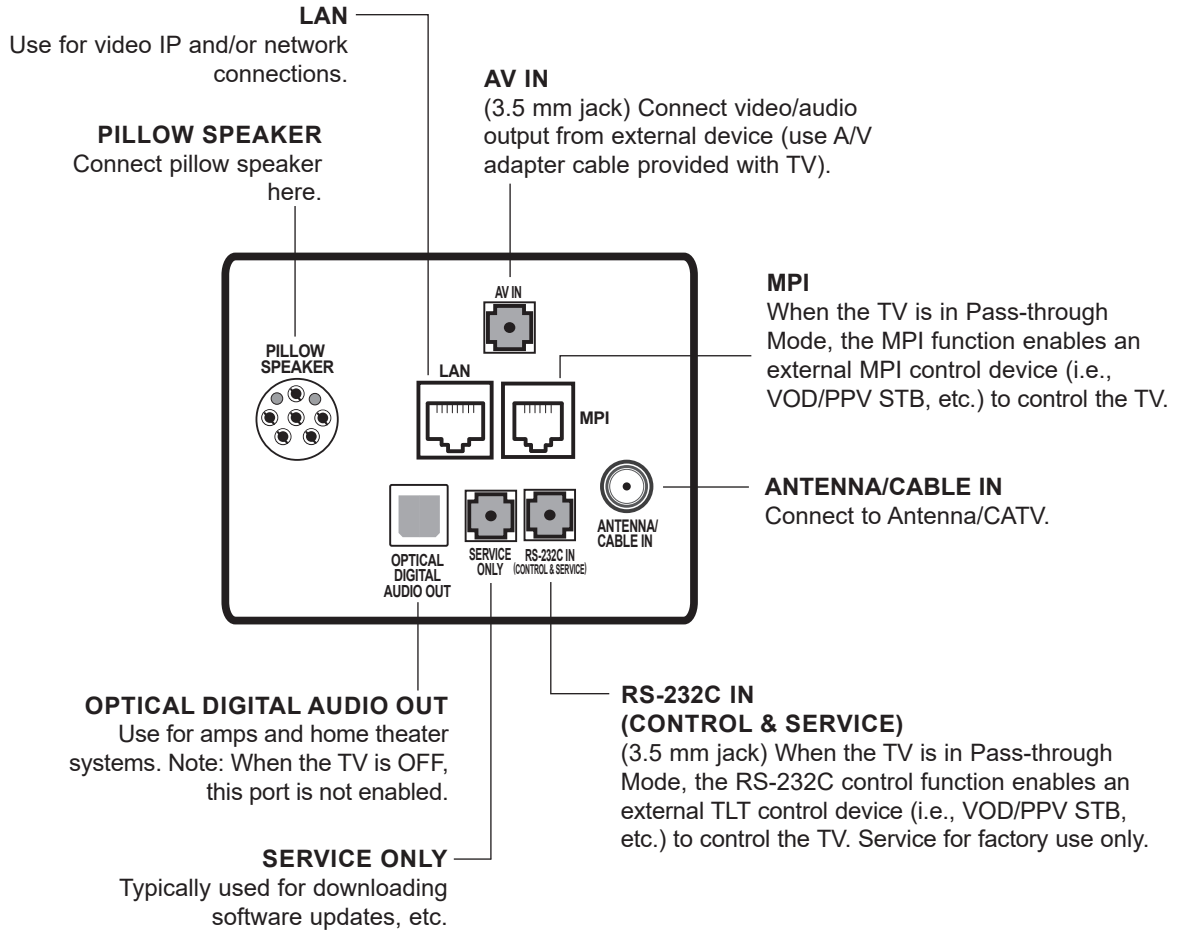 LAN
Use for video IP and/or network
connections.
PILLOW SPEAKER
Connect pillow speaker
here.
AV IN
(3.5 mm jack) Connect video/audio
output from external device (use A/V
adapter cable provided with TV).
MPI
When the TV is in Pass-through
Mode, the MPI function enables an
external MPI control device (i.e.,
VOD/PPV STB, etc.) to control the TV.
ANTENNA/CABLE IN
Connect to Antenna/CATV.
AV IN
PILLOW
SPEAKER
LAN
MPI
ANTENNA/
CABLE IN
OPTICAL
DIGITAL
AUDIO OUT
SERVICE
ONLY
RS-232C IN
(CONTROL & SERVICE)
OPTICAL DIGITAL AUDIO OUT
Use for amps and home theater
systems. Note: When the TV is OFF,
this port is not enabled.
SERVICE ONLY
Typically used for downloading
software updates, etc.
RS-232C IN
(CONTROL & SERVICE)
(3.5 mm jack) When the TV is in Pass-through
Mode, the RS-232C control function enables an
external TLT control device (i.e., VOD/PPV STB,
etc.) to control the TV. Service for factory use only.